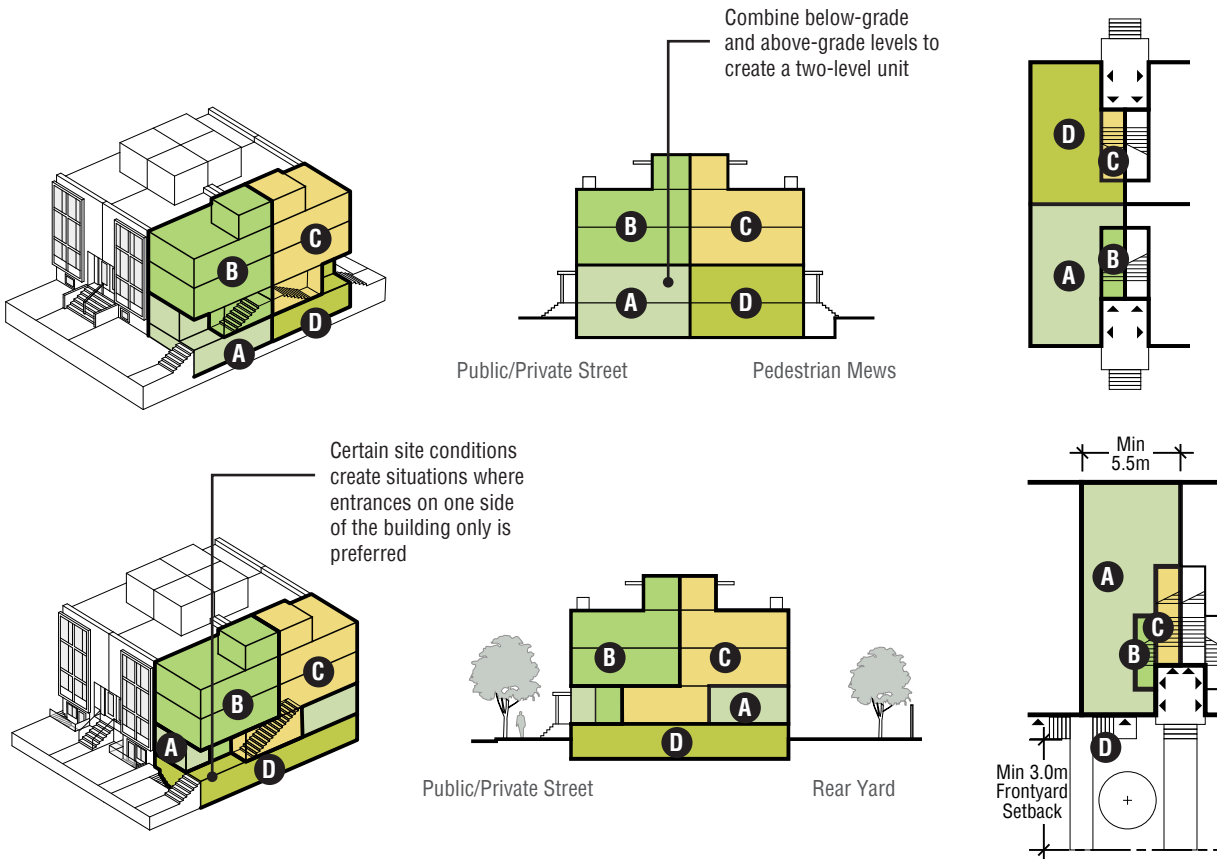 Combine below-grade
and above-grade levels to
create a two-level unit
B
C
A
D
B
C
A
D
Public/Private Street
Pedestrian Mews
D
C
B
A
Certain site conditions
create situations where
entrances on one side
of the building only is
preferred
C
B
A
D
B
C
A
D
Public/Private Street
Rear Yard
Min
5.5m
A
C
B
D
Min 3.0m
Frontyard
Setback